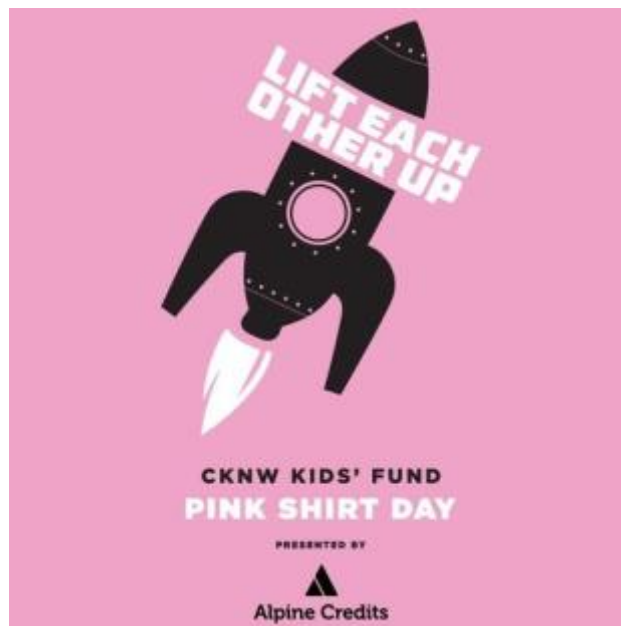 LIFT EACH
OTHER UP
CKNW KIDS' FUND
PINK SHIRT DAY
PRESENTED BY
Alpine Credits